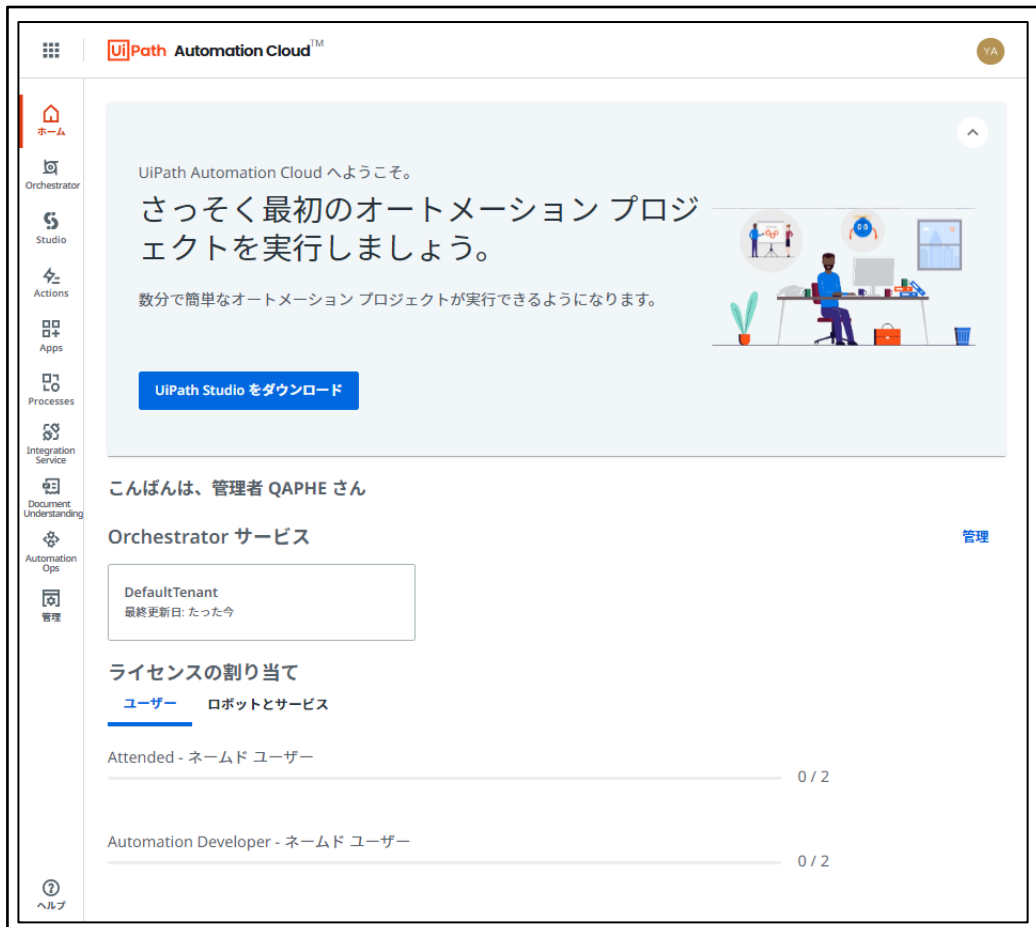 UiPath Automation Cloud™
YA
ホーム
Orchestrator
Studio
Actions
Apps
Processes
Integration
Service
Document
Understanding
Automation
Ops
管理
ヘルプ
UiPath Automation Cloud へようこそ。
さっそく最初のオートメーション プロジ
ェクトを実行しましょう。
数分で簡単なオートメーション プロジェクトが実行できるようになります。
UiPath Studio をダウンロード
こんばんは、管理者 QAPHE さん
Orchestrator サービス
管理
DefaultTenant
最終更新日: たった今
ライセンスの割り当て
ユーザー ロボットとサービス
Attended - ネームド ユーザー
0 / 2
Automation Developer - ネームド ユーザー
0 / 2